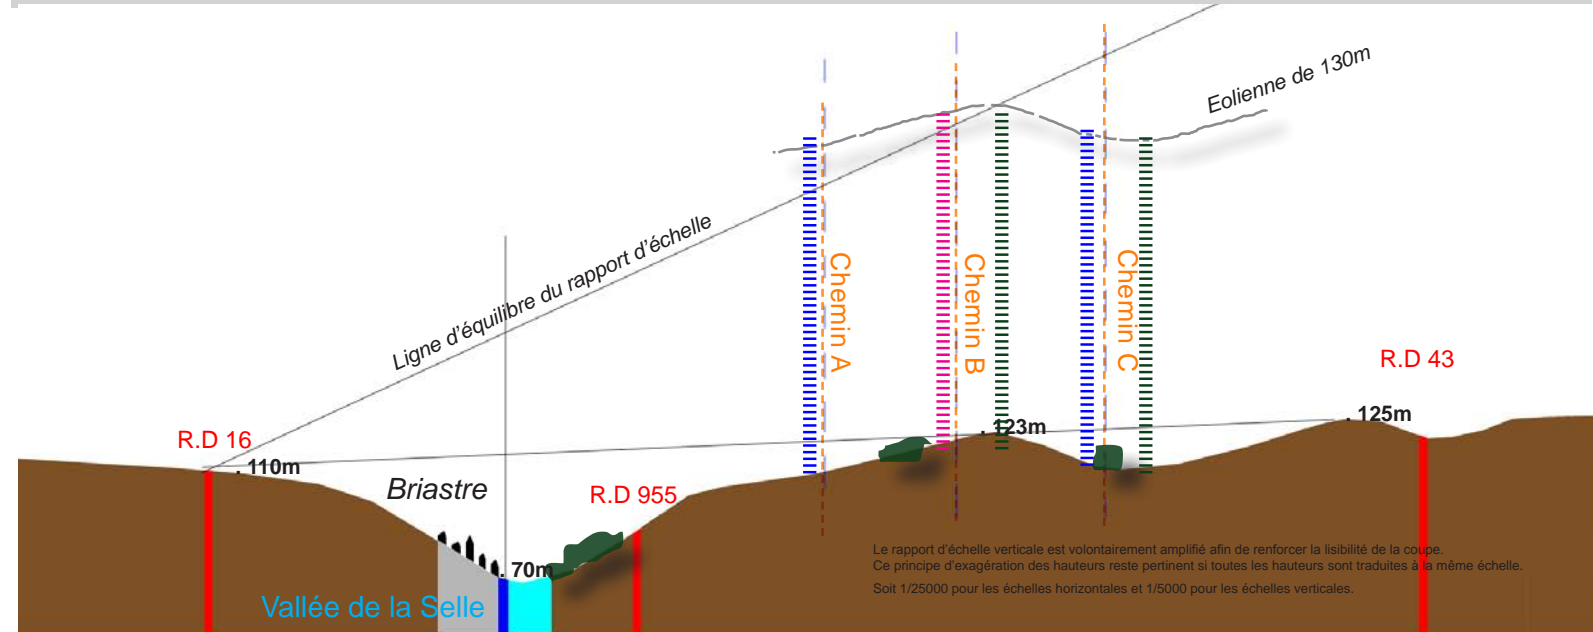 Eolienne de 130m
Ligne d'équilibre du rapport d'échelle
Chemin A
Chemin B
Chemin C
R.D 43
R.D 16
. 110m
. 123m
. 125m
Briastre
R.D 955
. 70m
Vallée de la Selle
Le rapport d'échelle verticale est volontairement amplifié afin de renforcer la lisibilité de la coupe.
Ce principe d'exagération des hauteurs reste pertinent si toutes les hauteurs sont traduites à la même échelle.
Soit 1/25000 pour les échelles horizontales et 1/5000 pour les échelles verticales.